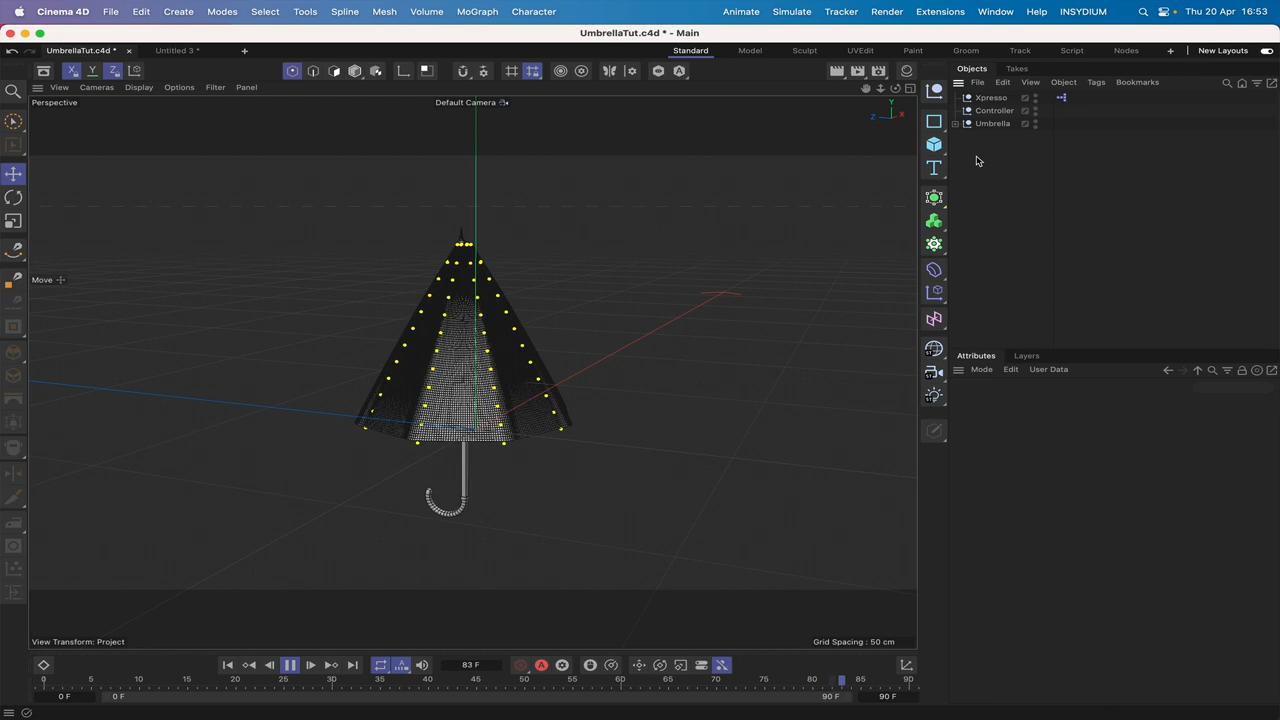 Cinema 4D File Edit Create Modes Select Tools Spline Mesh Volume MoGraph Character Animate Simulate Tracker Render Extensions Window Help INSYDIUM Thu 20 Apr 16:53
UmbrellaTut.c4d * - Main
UmbrellaTut.c4d * Untitled 3 * Standard Model Sculpt UVEdit Paint Groom Track Script Nodes New Layouts
Objects Takes
View Cameras Display Options Filter Panel
File Edit View Object Tags Bookmarks
Perspective Default Camera
Y
Z X
Xpresso
Controller
Umbrella
Move
Attributes Layers
Mode Edit User Data
View Transform: Project Grid Spacing : 50 cm
83 F
0 5 10 15 20 25 30 35 40 45 50 55 60 65 70 75 80 85 90
0 F 0 F 90 F 90 F